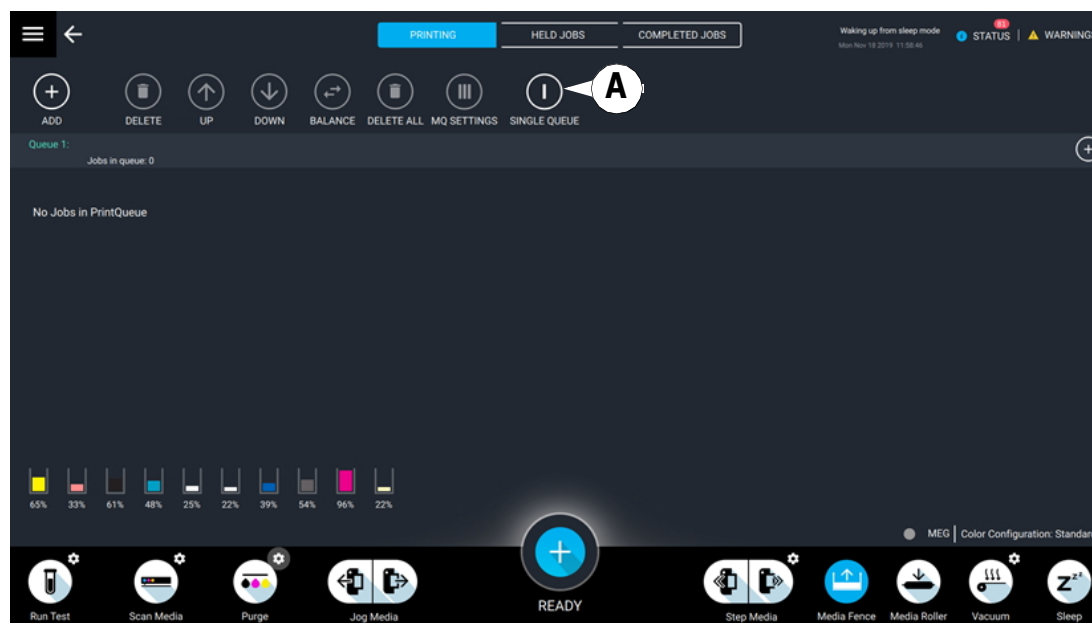 PRINTING
HELD JOBS
COMPLETED JOBS
Waking up from sleep mode
Mon Nov 18 2019 11:58:46
81
STATUS
WARNINGS
A
ADD
DELETE
UP
DOWN
BALANCE
DELETE ALL
MQ SETTINGS
SINGLE QUEUE
Queue 1:
Jobs in queue: 0
No Jobs in PrintQueue
65%
33%
61%
48%
25%
22%
39%
54%
96%
22%
MEG
Color Configuration: Standar
Run Test
Scan Media
Purge
Jog Media
READY
Step Media
Media Fence
Media Roller
Vacuum
Sleep